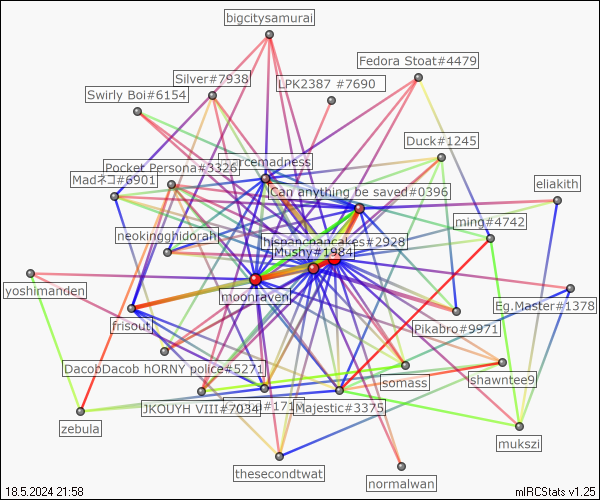 bigcitysamurai
Fedora Stoat#4479
Silver#7938
LPK2387 #7690
Swirly Boi#6154
Duck#1245
rcemadness
Pocket Persona#3326
Madネコ#6901
Can anything be saved#0396
eliakith
ming#4742
neokingghidorah
hispancpancakes#2928
Mushy#1984
yoshimanden
moonraven
Eg.Master#1378
frisout
Pikabro#9971
DacobDacob hORNY police#5271
somass
shawntee9
JKOUYH VIII#7034
#171
Majestic#3375
zebula
mukszi
thesecondtwat
normalwan
18.5.2024 21:58
mIRCStats v1.25